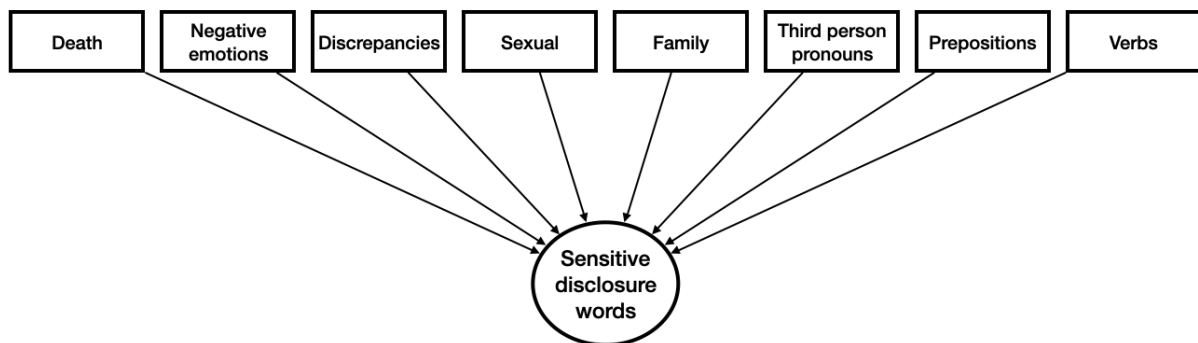 Death
Negative
emotions
Discrepancies
Sexual
Family
Third person
pronouns
Prepositions
Verbs
Sensitive
disclosure
words